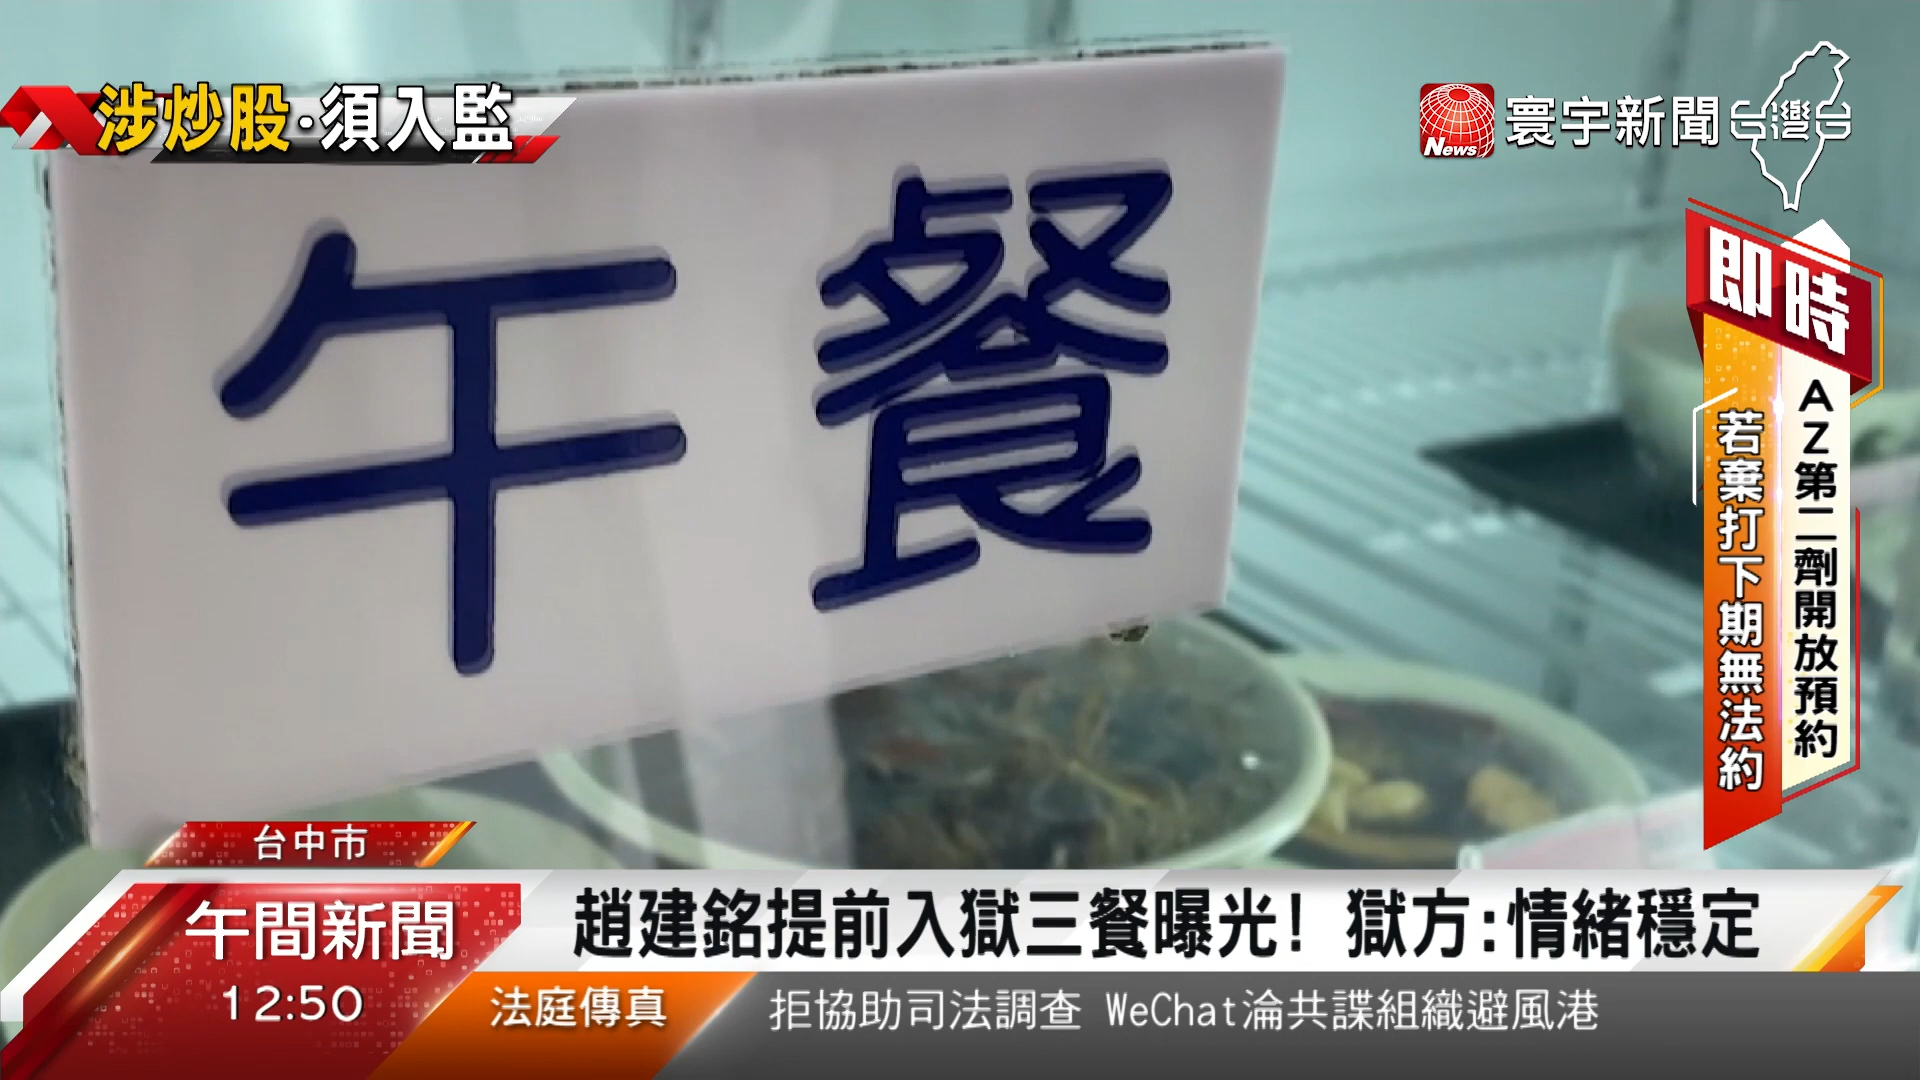 涉炒股·須入監
News 寰宇新聞 台灣台
午餐
即時
AZ第二劑開放預約
若棄打下期無法約
台中市
午間新聞
趙建銘提前入獄三餐曝光! 獄方:情緒穩定
12:50
法庭傳真
拒協助司法調查 WeChat淪共諜組織避風港